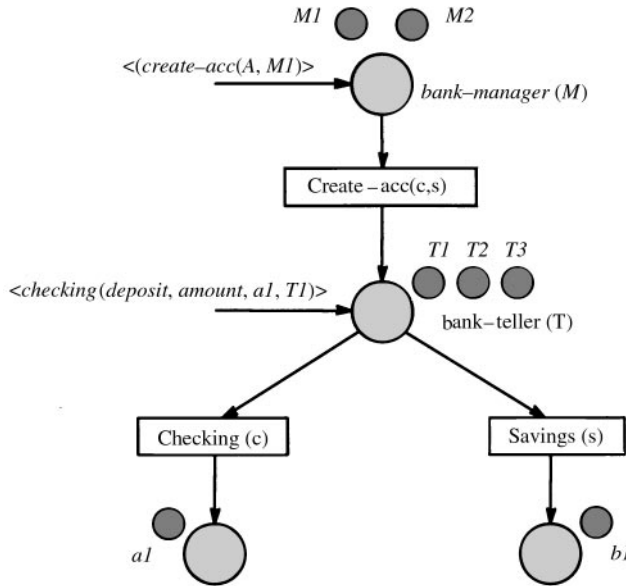 M1 M2
<(create–acc(A, M1)>
bank–manager (M)
Create–acc(c,s)
T1 T2 T3
<checking(deposit, amount, a1, T1)>
bank–teller (T)
Checking (c) Savings (s)
a1 b1